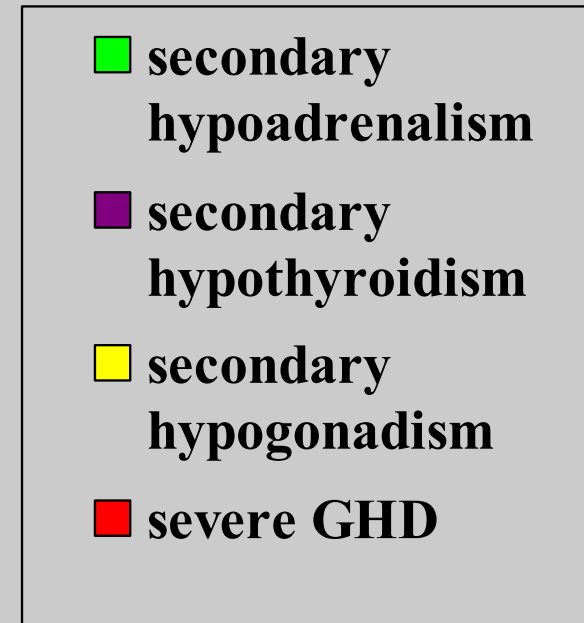 secondary
hypoadrenalism
secondary
hypothyroidism
secondary
hypogonadism
severe GHD